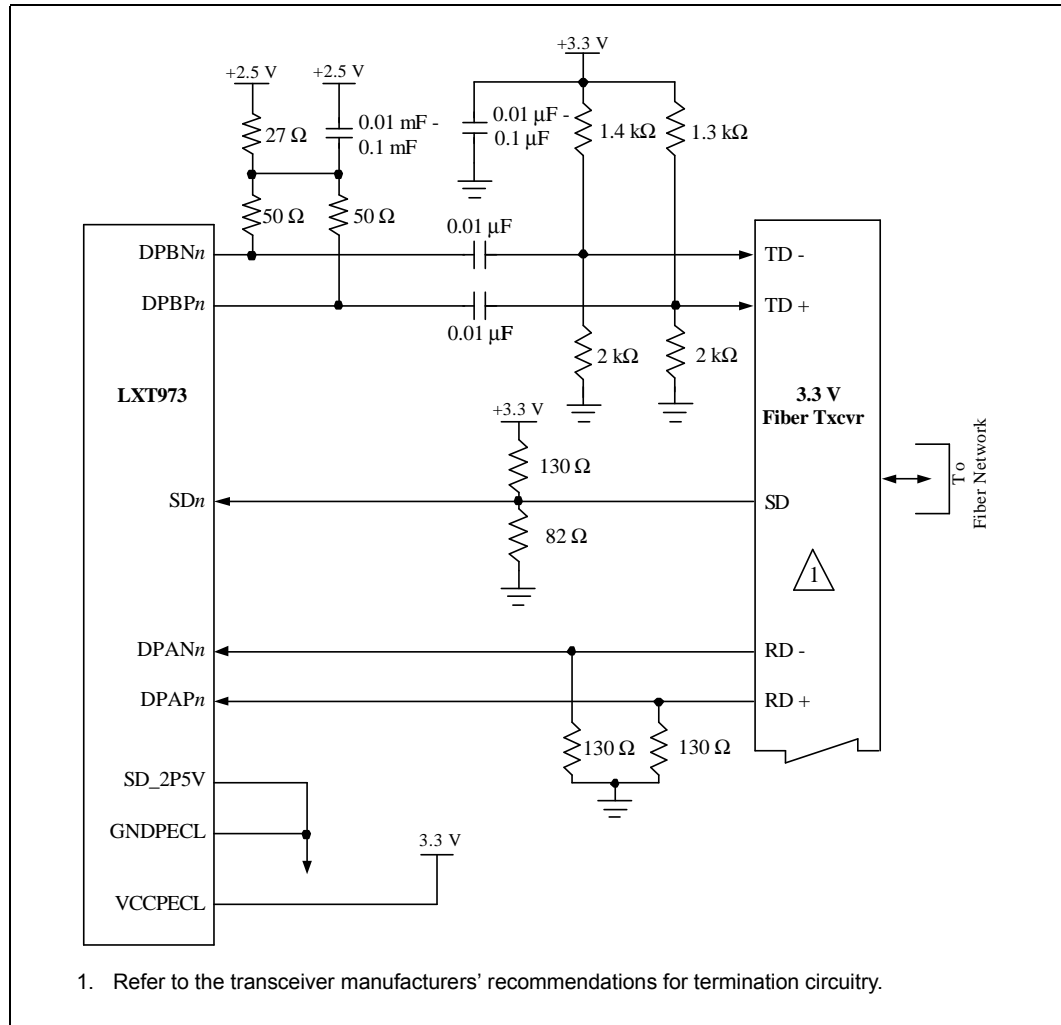 +3.3 V
+2.5 V
+2.5 V
27 Ω
0.01 mF -
0.1 mF
0.01 µF -
0.1 µF
1.4 kΩ
1.3 kΩ
50 Ω
50 Ω
0.01 µF
DPBNn
TD -
DPBPn
TD +
0.01 µF
2 kΩ
2 kΩ
LXT973
3.3 V
Fiber Txcvr
+3.3 V
130 Ω
SDn
SD
82 Ω
To
Fiber Network
1
DPANn
RD -
DPAPn
RD +
130 Ω
130 Ω
SD_2P5V
GNDPECL
3.3 V
VCCPECL
1. Refer to the transceiver manufacturers’ recommendations for termination circuitry.